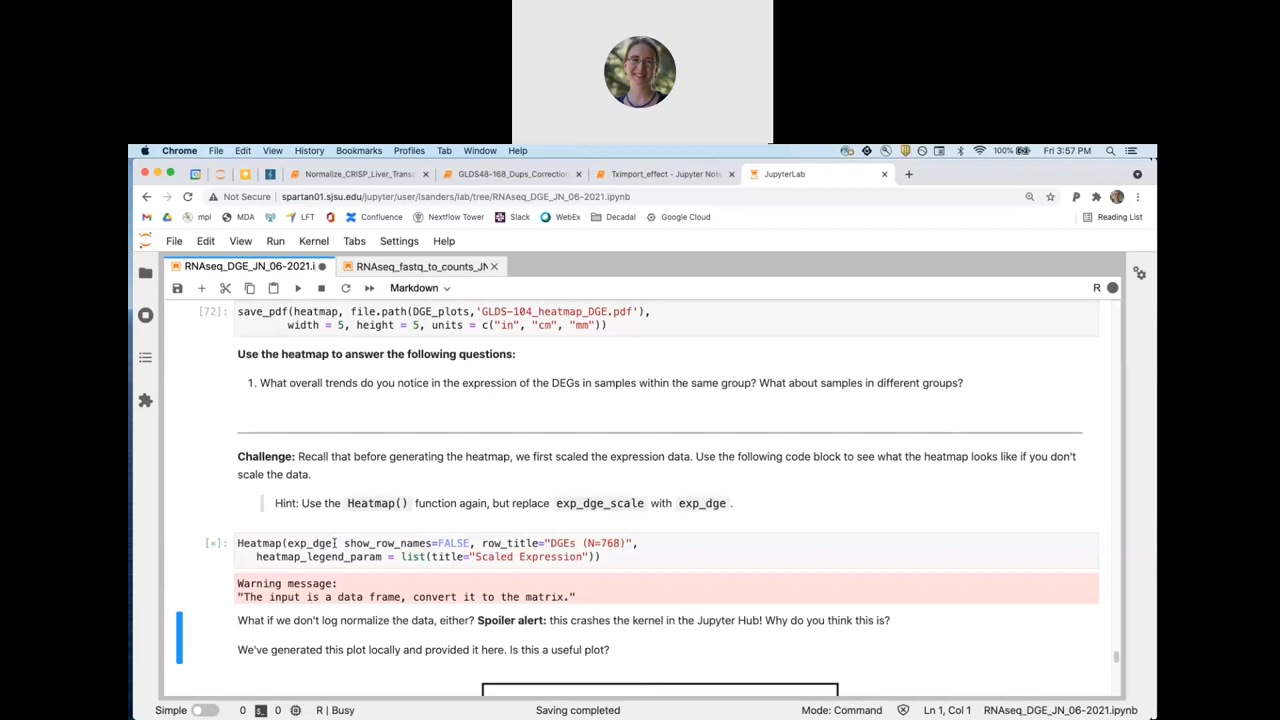 Chrome File Edit View History Bookmarks Profiles Tab Window Help 100% Fri 3:57 PM
Normalize_CRISP_Liver_Transc GLDS48-168_Dups_Correction Tximport_effect - Jupyter Note JupyterLab
Not Secure | spartan01.sjsu.edu/jupyter/user/lsanders/lab/tree/RNAseq_DGE_JN_06-2021.ipynb
mpl MDA LFT Confluence Nextflow Tower Slack WebEx Decadal Google Cloud Reading List
File Edit View Run Kernel Tabs Settings Help
RNAseq_DGE_JN_06-2021.i RNAseq_fastq_to_counts_JN
Markdown R
[72]: save_pdf(heatmap, file.path(DGE_plots,'GLDS-104_heatmap_DGE.pdf'),
width = 5, height = 5, units = c("in", "cm", "mm"))
Use the heatmap to answer the following questions:
1. What overall trends do you notice in the expression of the DEGs in samples within the same group? What about samples in different groups?
Challenge: Recall that before generating the heatmap, we first scaled the expression data. Use the following code block to see what the heatmap looks like if you don't
scale the data.
Hint: Use the Heatmap() function again, but replace exp_dge_scale with exp_dge.
[*]: Heatmap(exp_dge, show_row_names=FALSE, row_title="DGEs (N=768)",
heatmap_legend_param = list(title="Scaled Expression"))
Warning message:
"The input is a data frame, convert it to the matrix."
What if we don't log normalize the data, either? Spoiler alert: this crashes the kernel in the Jupyter Hub! Why do you think this is?
We've generated this plot locally and provided it here. Is this a useful plot?
Simple 0 0 R | Busy Saving completed Mode: Command Ln 1, Col 1 RNAseq_DGE_JN_06-2021.ipynb